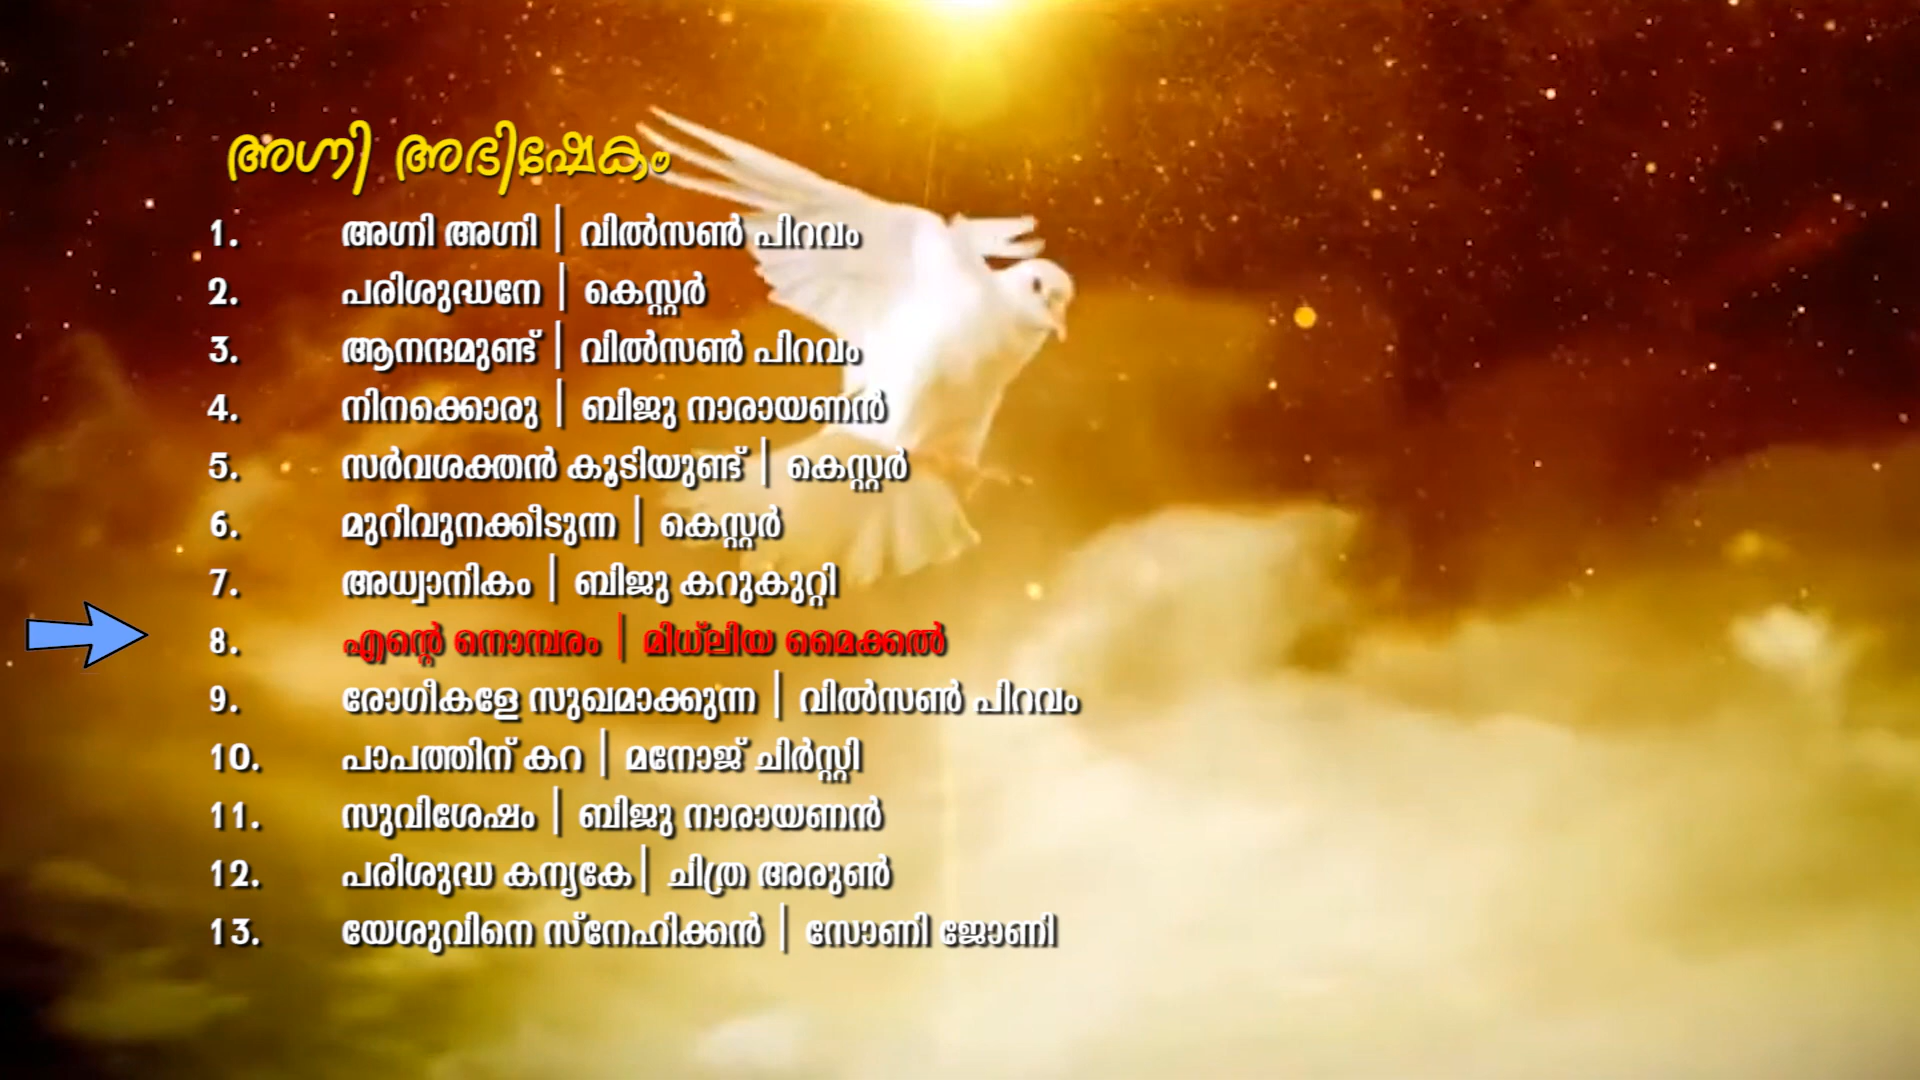 അഗ്നി അഭിഷേകം
1. അഗ്നി അഗ്നി | വിൽസൺ പിറവം
2. പരിശുദ്ധനേ | കെസ്റ്റർ
3. ആനന്ദമുണ്ട് | വിൽസൺ പിറവം
4. നിനക്കൊരു | ബിജു നാരായണൻ
5. സർവശക്തൻ കൂടിയുണ്ട് | കെസ്റ്റർ
6. മുറിവുനക്കീടുന്ന | കെസ്റ്റർ
7. അധ്വാനികം | ബിജു കറുകുറ്റി
8. എന്റെ നൊമ്പരം | മിധ്ലിയ മൈക്കൽ
9. രോഗീകളേ സുഖമാക്കുന്ന | വിൽസൺ പിറവം
10. പാപത്തിന് കറ | മനോജ് ചിർസ്റ്റി
11. സുവിശേഷം | ബിജു നാരായണൻ
12. പരിശുദ്ധ കന്യകേ | ചിത്ര അരുൺ
13. യേശുവിനെ സ്നേഹിക്കൻ | സോണി ജോണി